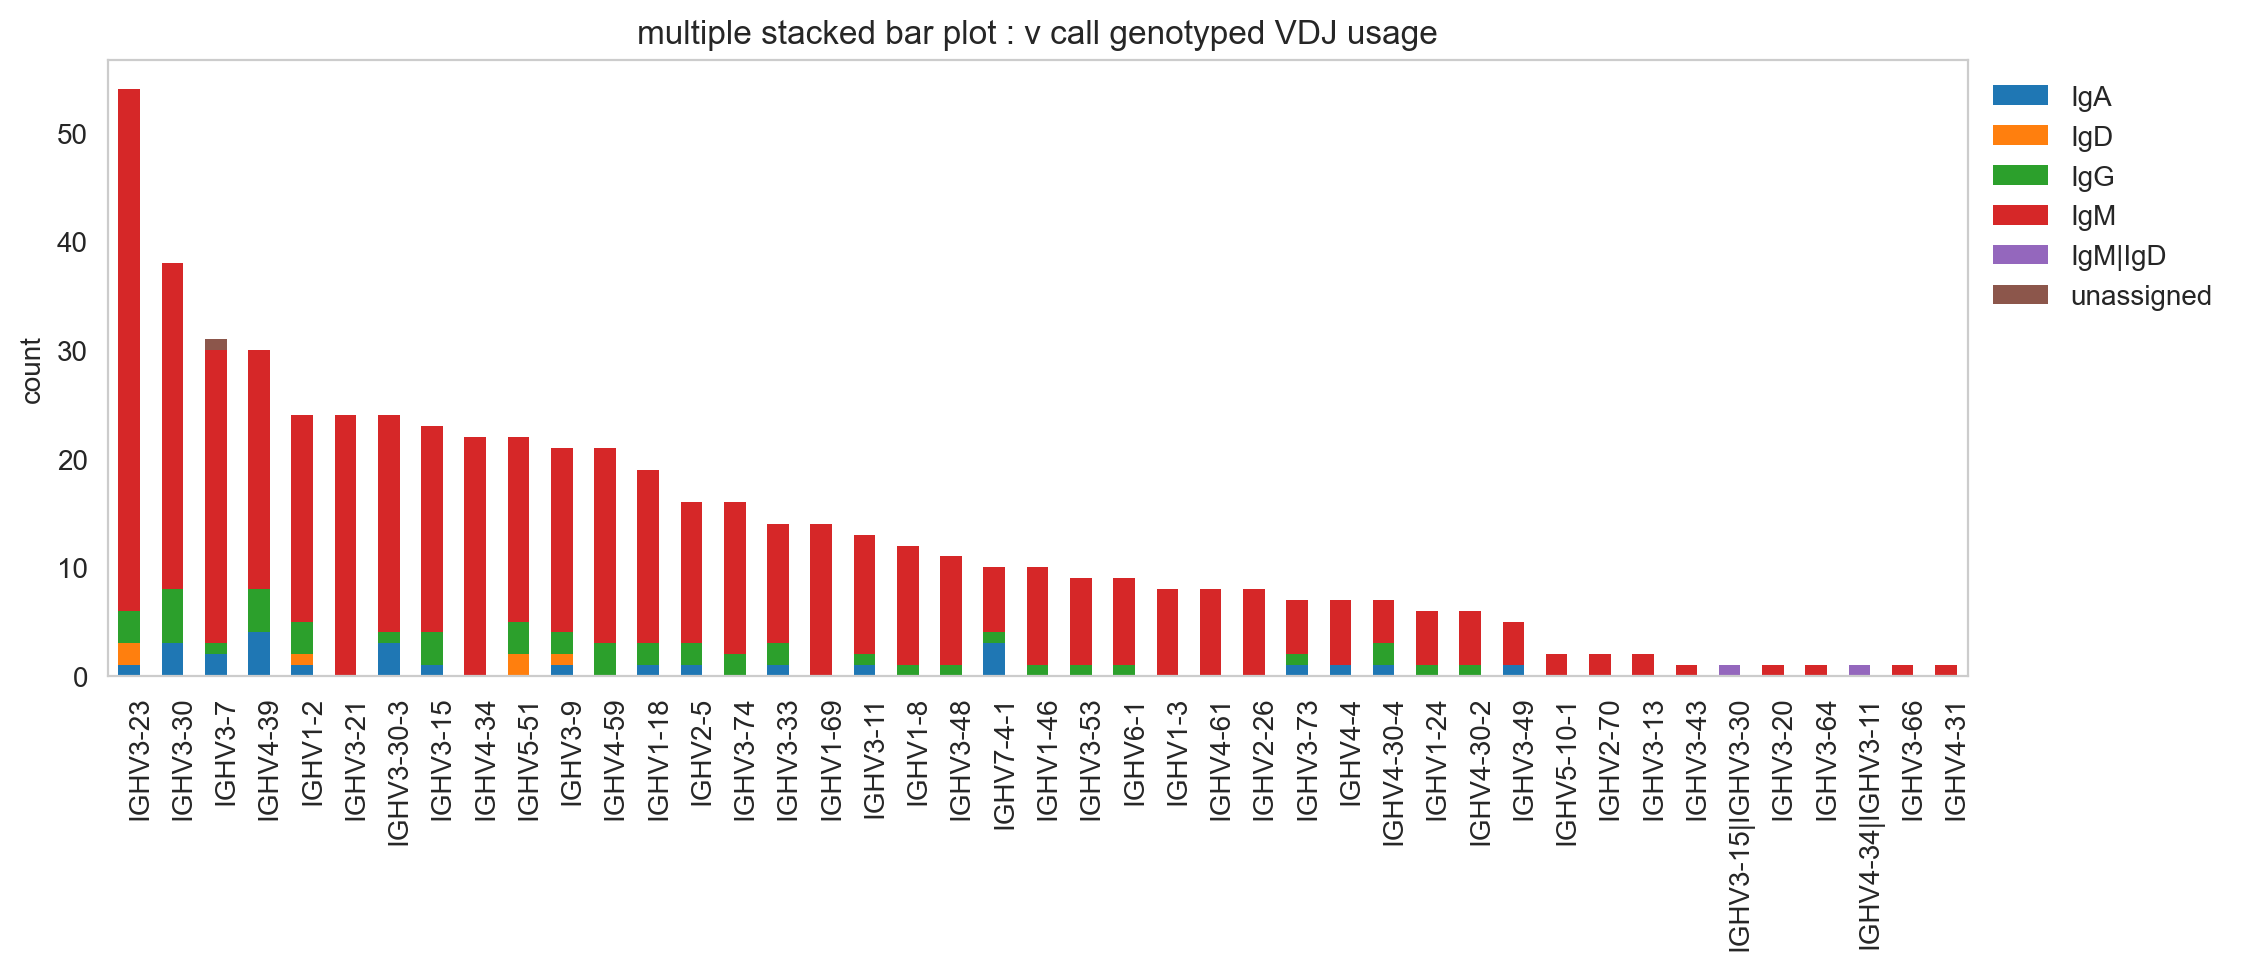 multiple stacked bar plot : v call genotyped VDJ usage
count
50
40
30
20
10
0
IgA
IgD
IgG
IgM
IgM|IgD
unassigned
IGHV3-23
IGHV3-30
IGHV3-7
IGHV4-39
IGHV1-2
IGHV3-21
IGHV3-30-3
IGHV3-15
IGHV4-34
IGHV5-51
IGHV3-9
IGHV4-59
IGHV1-18
IGHV2-5
IGHV3-74
IGHV3-33
IGHV1-69
IGHV3-11
IGHV1-8
IGHV3-48
IGHV7-4-1
IGHV1-46
IGHV3-53
IGHV6-1
IGHV1-3
IGHV4-61
IGHV2-26
IGHV3-73
IGHV4-4
IGHV4-30-4
IGHV1-24
IGHV4-30-2
IGHV3-49
IGHV5-10-1
IGHV2-70
IGHV3-13
IGHV3-43
IGHV3-15|IGHV3-30
IGHV3-20
IGHV3-64
IGHV4-34|IGHV3-11
IGHV3-66
IGHV4-31